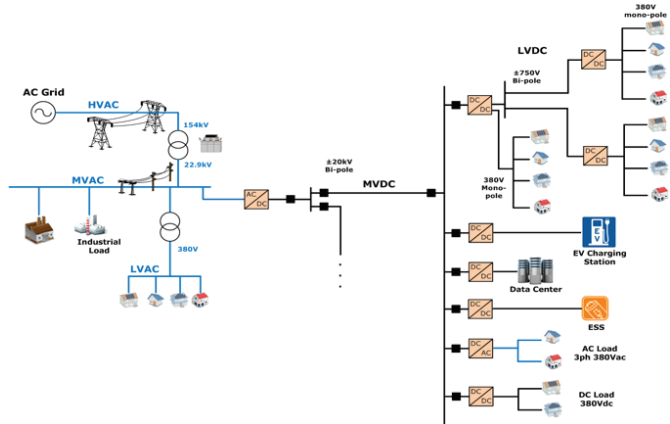 AC Grid
HVAC
154kV
22.9kV
MVAC
Industrial
Load
380V
LVAC
AC
DC
±20kV
Bi-pole
MVDC
LVDC
±750V
Bi-pole
380V
mono-pole
DC
DC
DC
DC
DC
DC
380V
Mono-
pole
DC
DC
EV
EV Charging
Station
DC
DC
Data Center
DC
DC
ESS
DC
AC
AC Load
3ph 380Vac
DC
DC
DC Load
380Vdc